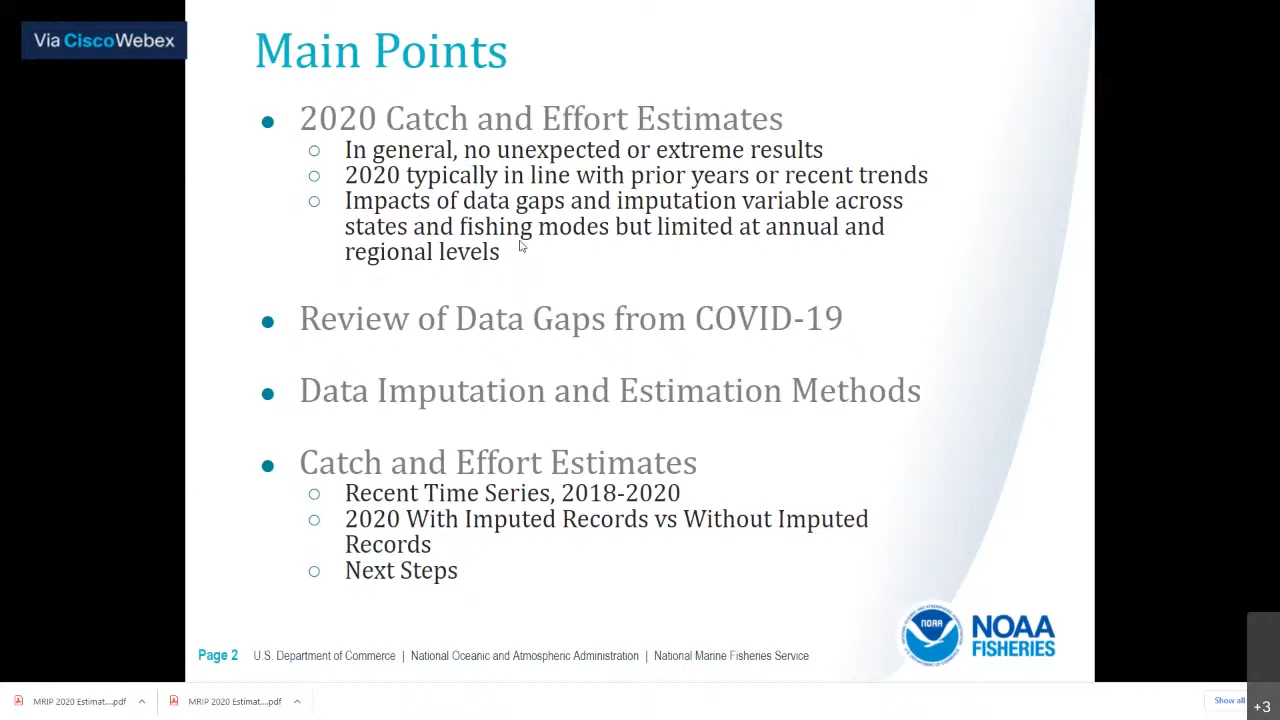 Via CiscoWebex
Main Points
2020 Catch and Effort Estimates
In general, no unexpected or extreme results
2020 typically in line with prior years or recent trends
Impacts of data gaps and imputation variable across
states and fishing modes but limited at annual and
regional levels
Review of Data Gaps from COVID-19
Data Imputation and Estimation Methods
Catch and Effort Estimates
Recent Time Series, 2018-2020
2020 With Imputed Records vs Without Imputed
Records
Next Steps
NOAA
NOAA
FISHERIES
Page 2 U.S. Department of Commerce | National Oceanic and Atmospheric Administration | National Marine Fisheries Service
MRIP 2020 Estimat....pdf MRIP 2020 Estimat....pdf Show all
+3